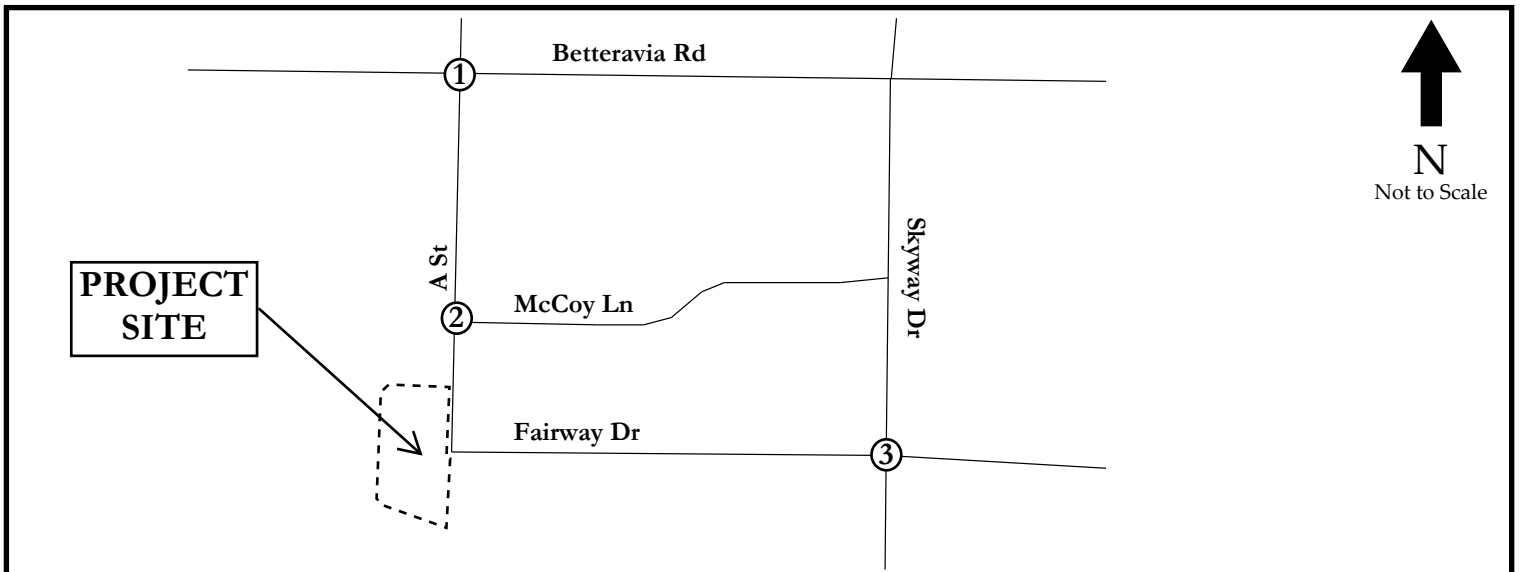 Betteravia Rd
1
N
Not to Scale
A St
Skyway Dr
PROJECT
SITE
McCoy Ln
2
Fairway Dr
3